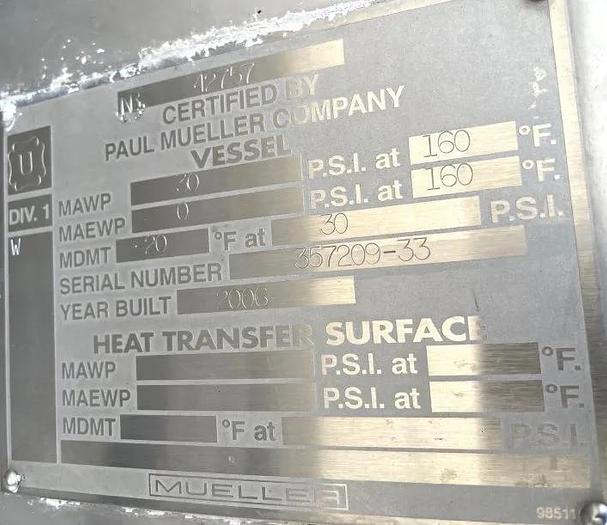 Nº 42757
CERTIFIED BY
PAUL MUELLER COMPANY
VESSEL
U
DIV. 1
W
MAWP 30 P.S.I. at 160 °F.
MAEWP 0 P.S.I. at 160 °F.
MDMT -20 °F at 30 P.S.I.
SERIAL NUMBER 357209-33
YEAR BUILT 2006
HEAT TRANSFER SURFACE
MAWP P.S.I. at °F.
MAEWP P.S.I. at °F.
MDMT °F at P.S.I.
MUELLER